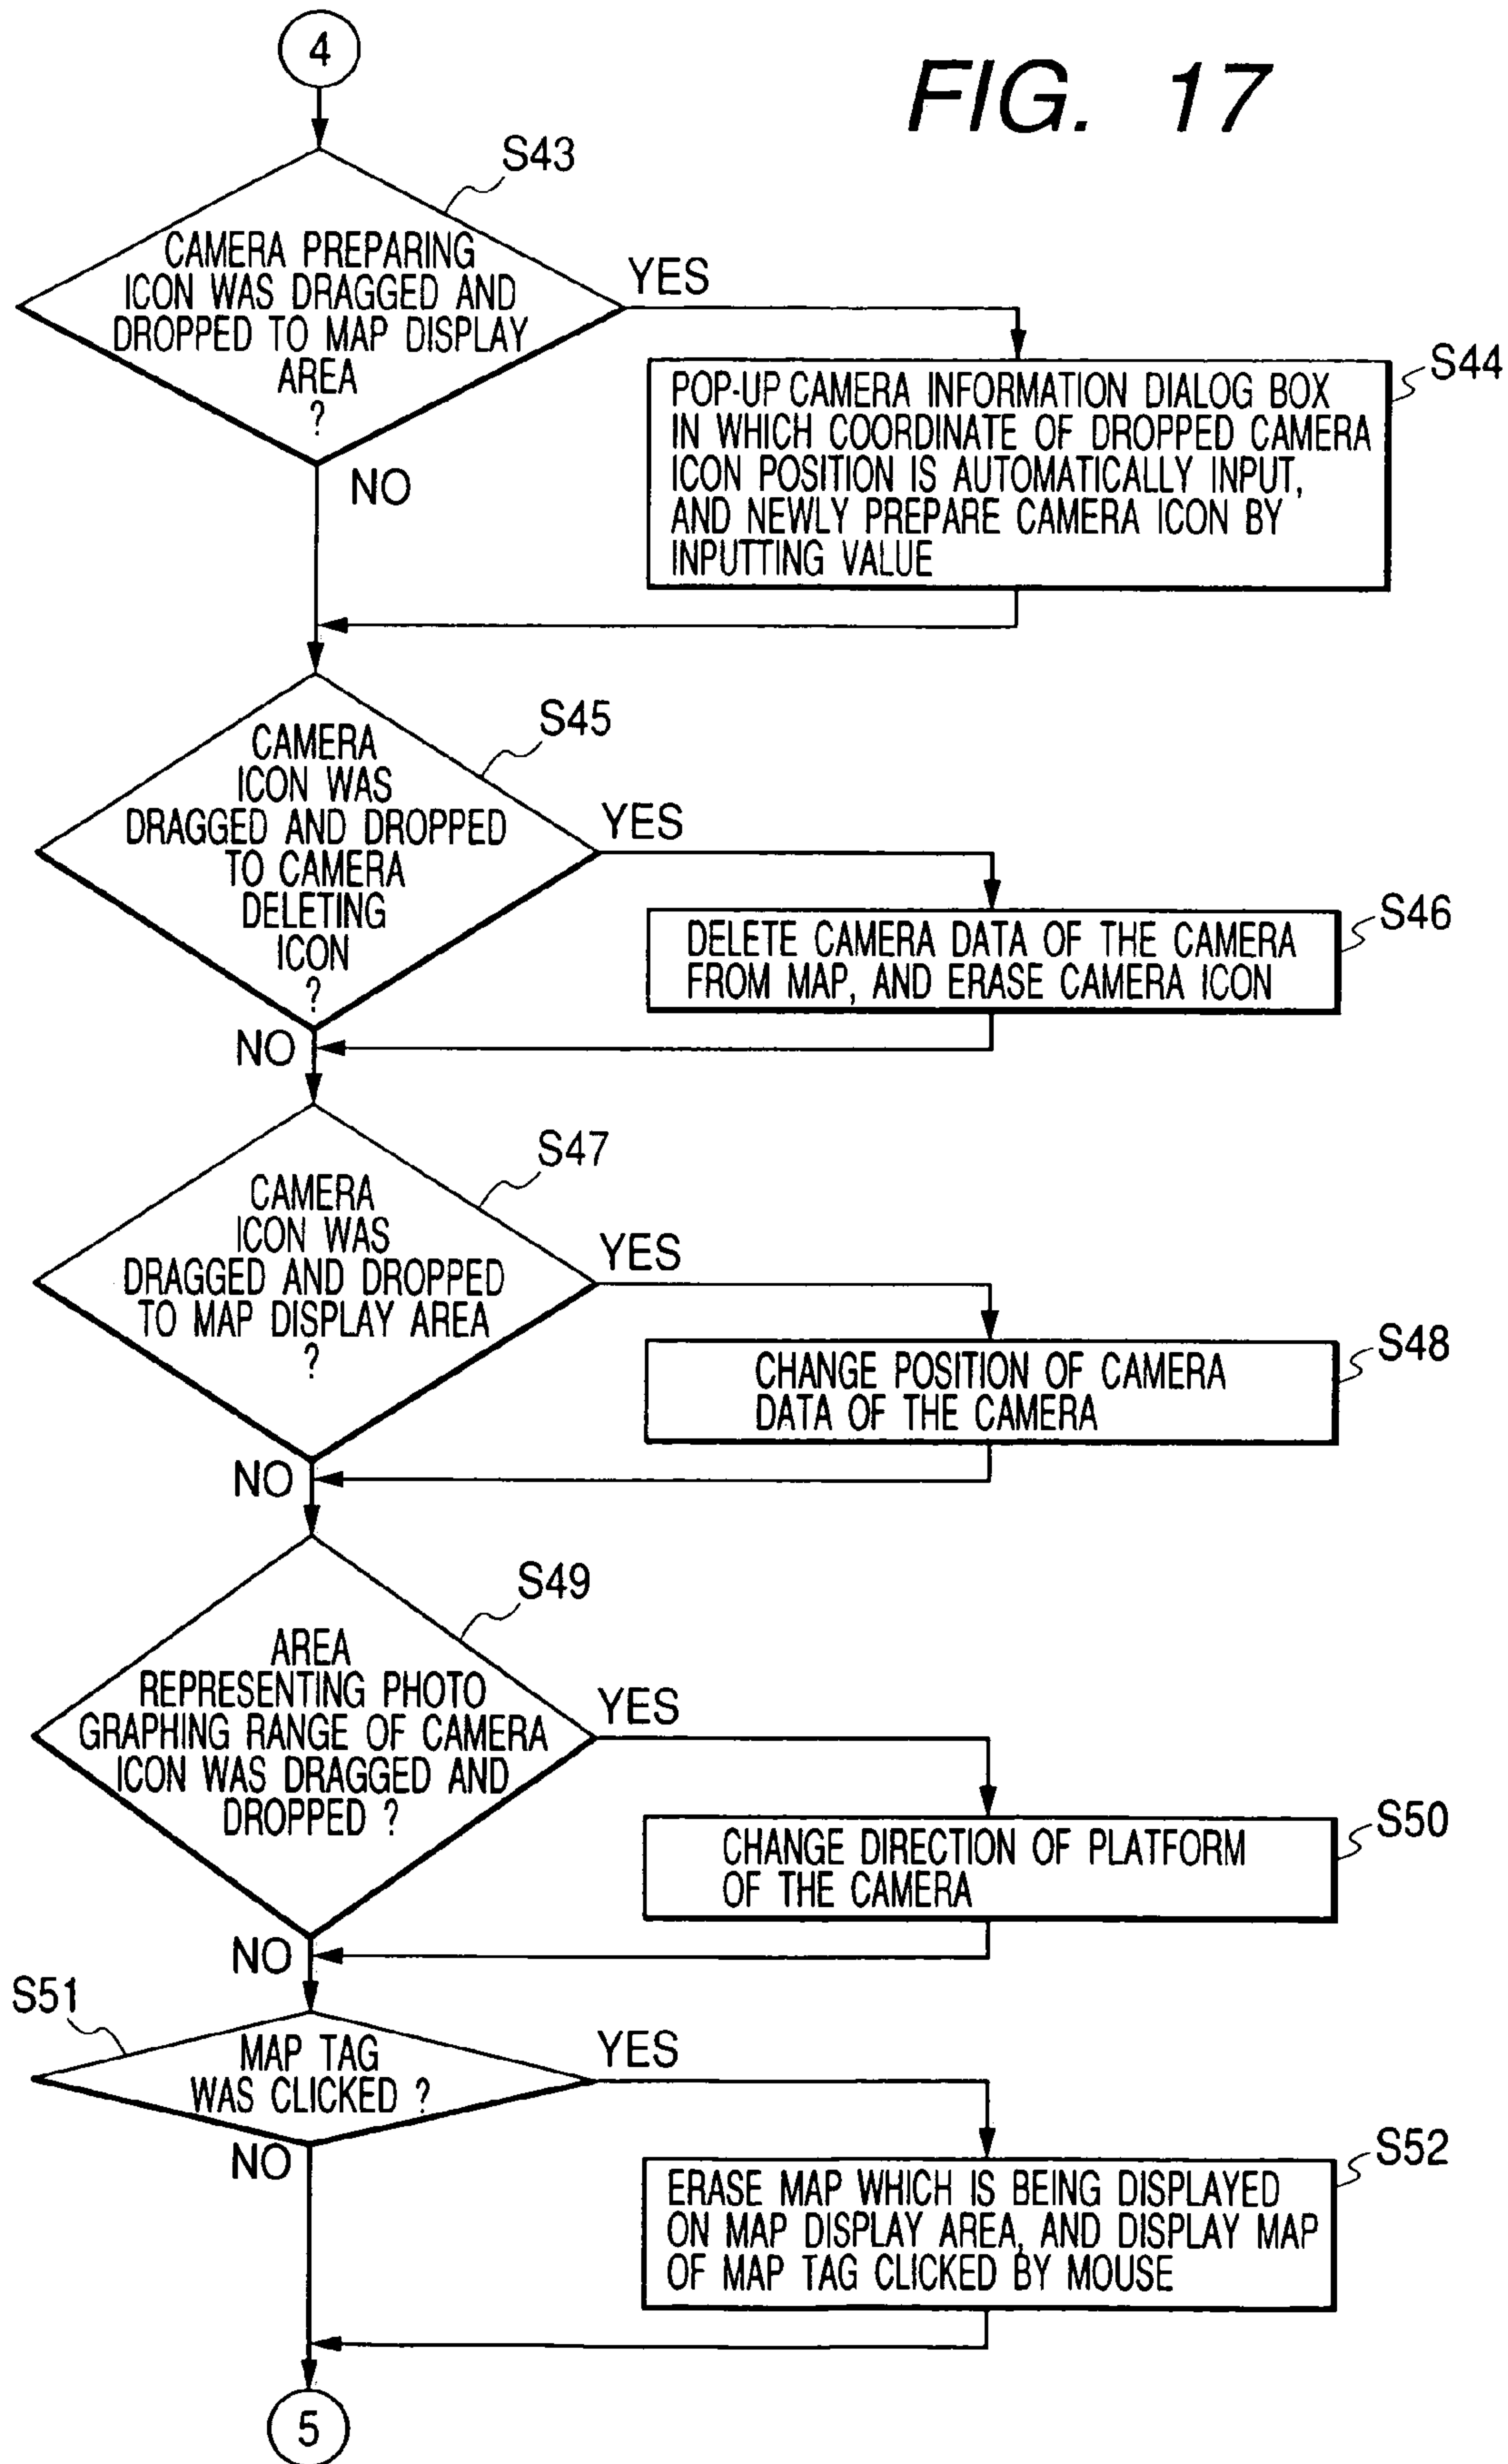 4
FIG. 17
S43
CAMERA PREPARING
ICON WAS DRAGGED AND
DROPPED TO MAP DISPLAY
AREA
?
YES
NO
S44
POP-UP CAMERA INFORMATION DIALOG BOX
IN WHICH COORDINATE OF DROPPED CAMERA
ICON POSITION IS AUTOMATICALLY INPUT,
AND NEWLY PREPARE CAMERA ICON BY
INPUTTING VALUE
S45
CAMERA
ICON WAS
DRAGGED AND DROPPED
TO CAMERA
DELETING
ICON
?
YES
NO
S46
DELETE CAMERA DATA OF THE CAMERA
FROM MAP, AND ERASE CAMERA ICON
S47
CAMERA
ICON WAS
DRAGGED AND DROPPED
TO MAP DISPLAY AREA
?
YES
NO
S48
CHANGE POSITION OF CAMERA
DATA OF THE CAMERA
S49
AREA
REPRESENTING PHOTO
GRAPHING RANGE OF CAMERA
ICON WAS DRAGGED AND
DROPPED ?
YES
NO
S50
CHANGE DIRECTION OF PLATFORM
OF THE CAMERA
S51
MAP TAG
WAS CLICKED ?
YES
NO
S52
ERASE MAP WHICH IS BEING DISPLAYED
ON MAP DISPLAY AREA, AND DISPLAY MAP
OF MAP TAG CLICKED BY MOUSE
5